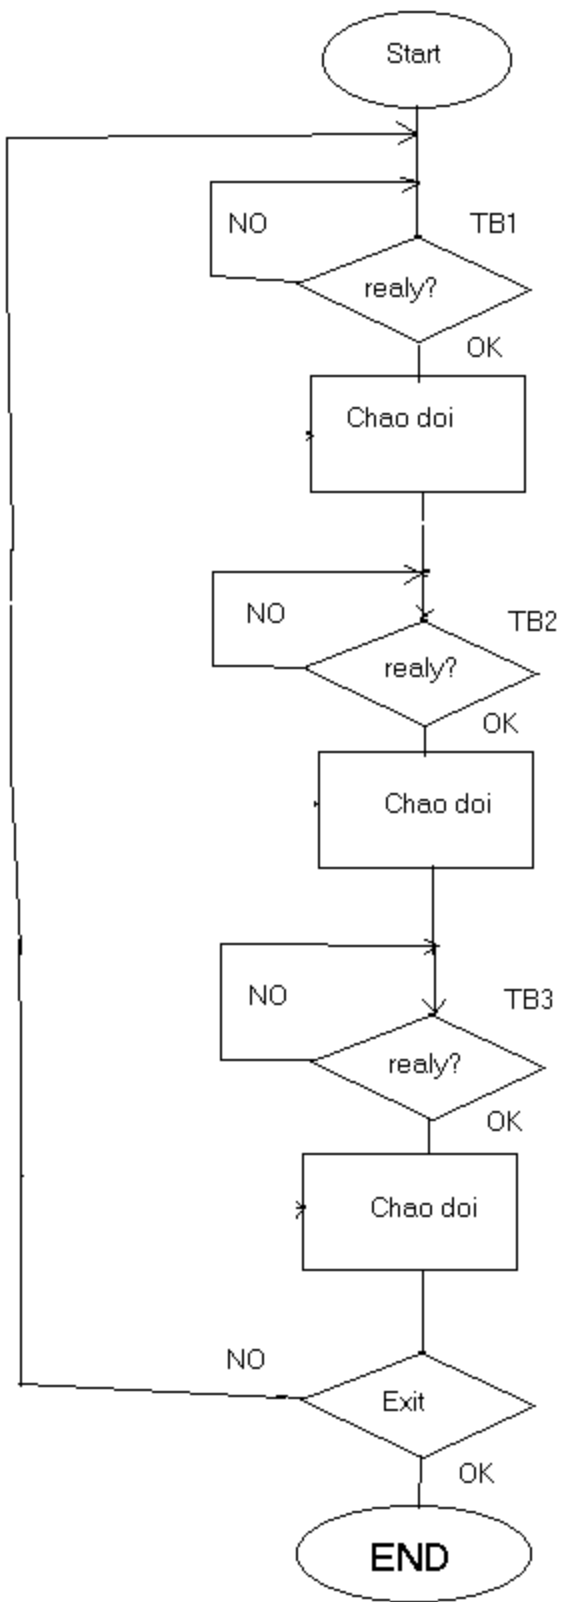 Start
NO
TB1
realy?
OK
Chao doi
NO
TB2
realy?
OK
Chao doi
NO
TB3
realy?
OK
Chao doi
NO
Exit
OK
END